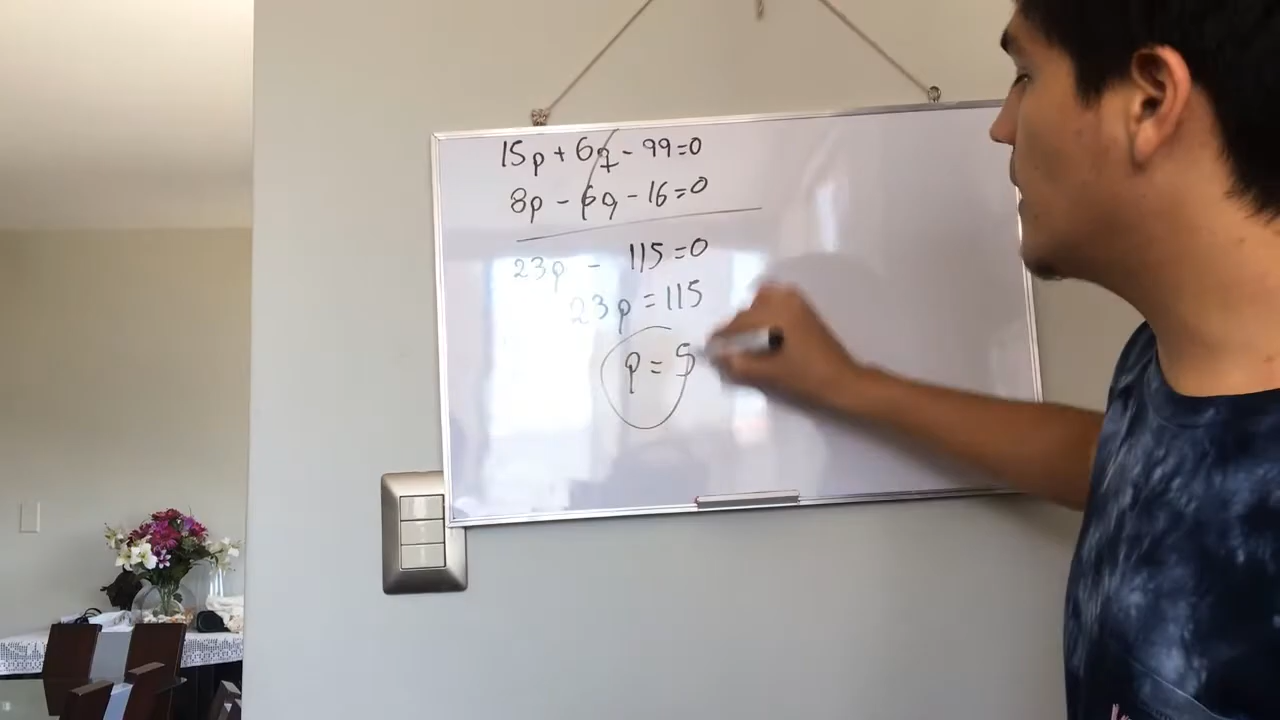 15p + 6q - 99 = 0
8p - 6q - 16 = 0
23p - 115 = 0
23p = 115
p = 5